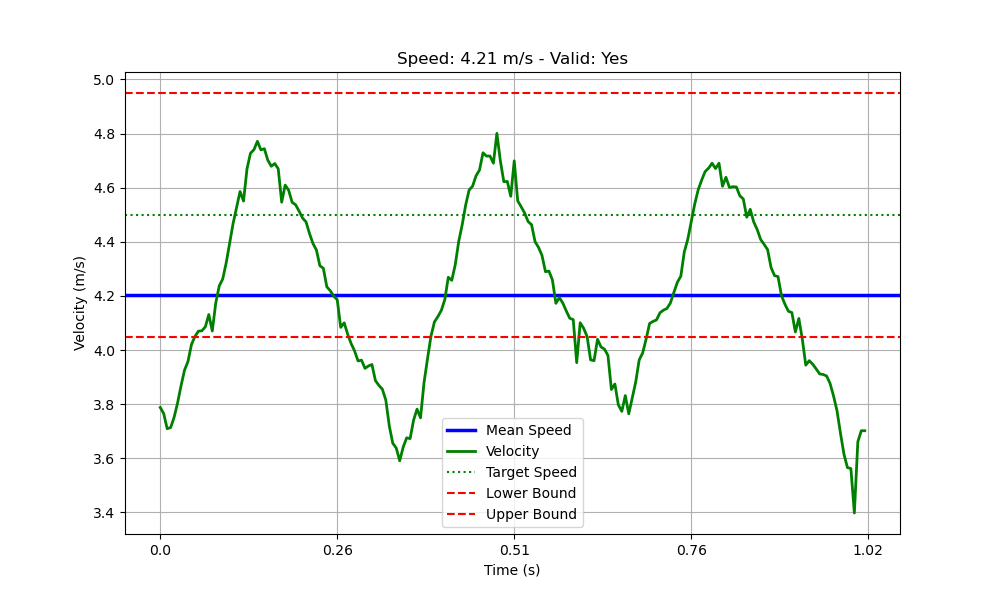 Speed: 4.21 m/s - Valid: Yes
5.0
4.8
4.6
4.4
4.2
4.0
3.8
3.6
3.4
Velocity (m/s)
Mean Speed
Velocity
Target Speed
Lower Bound
Upper Bound
0.0 0.26 0.51 0.76 1.02
Time (s)